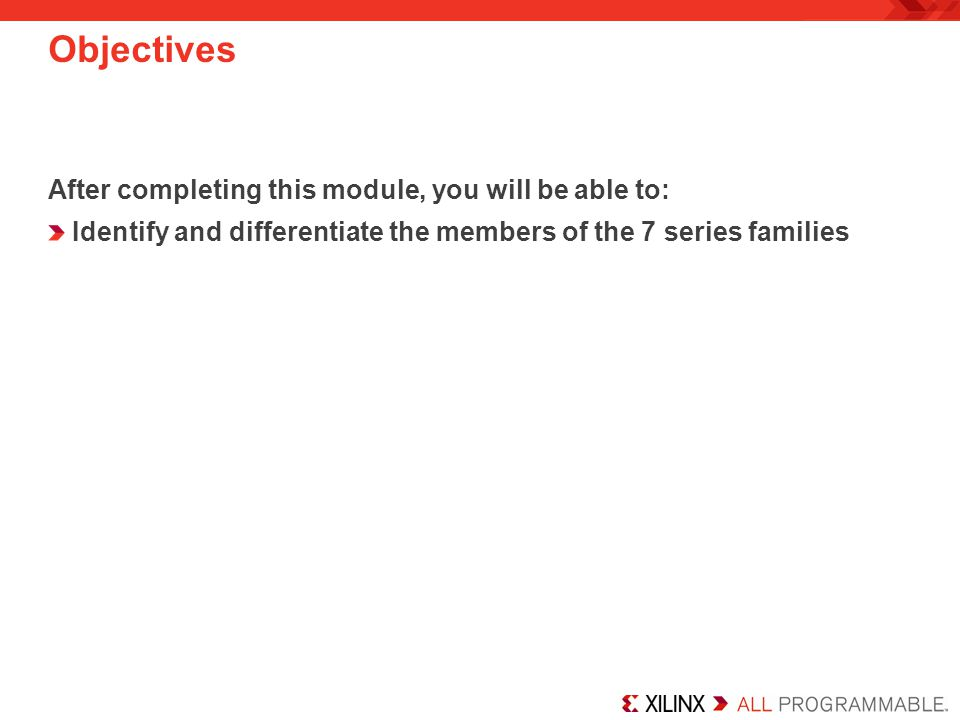 Objectives
After completing this module, you will be able to:
Identify and differentiate the members of the 7 series families
XILINX ALL PROGRAMMABLE™